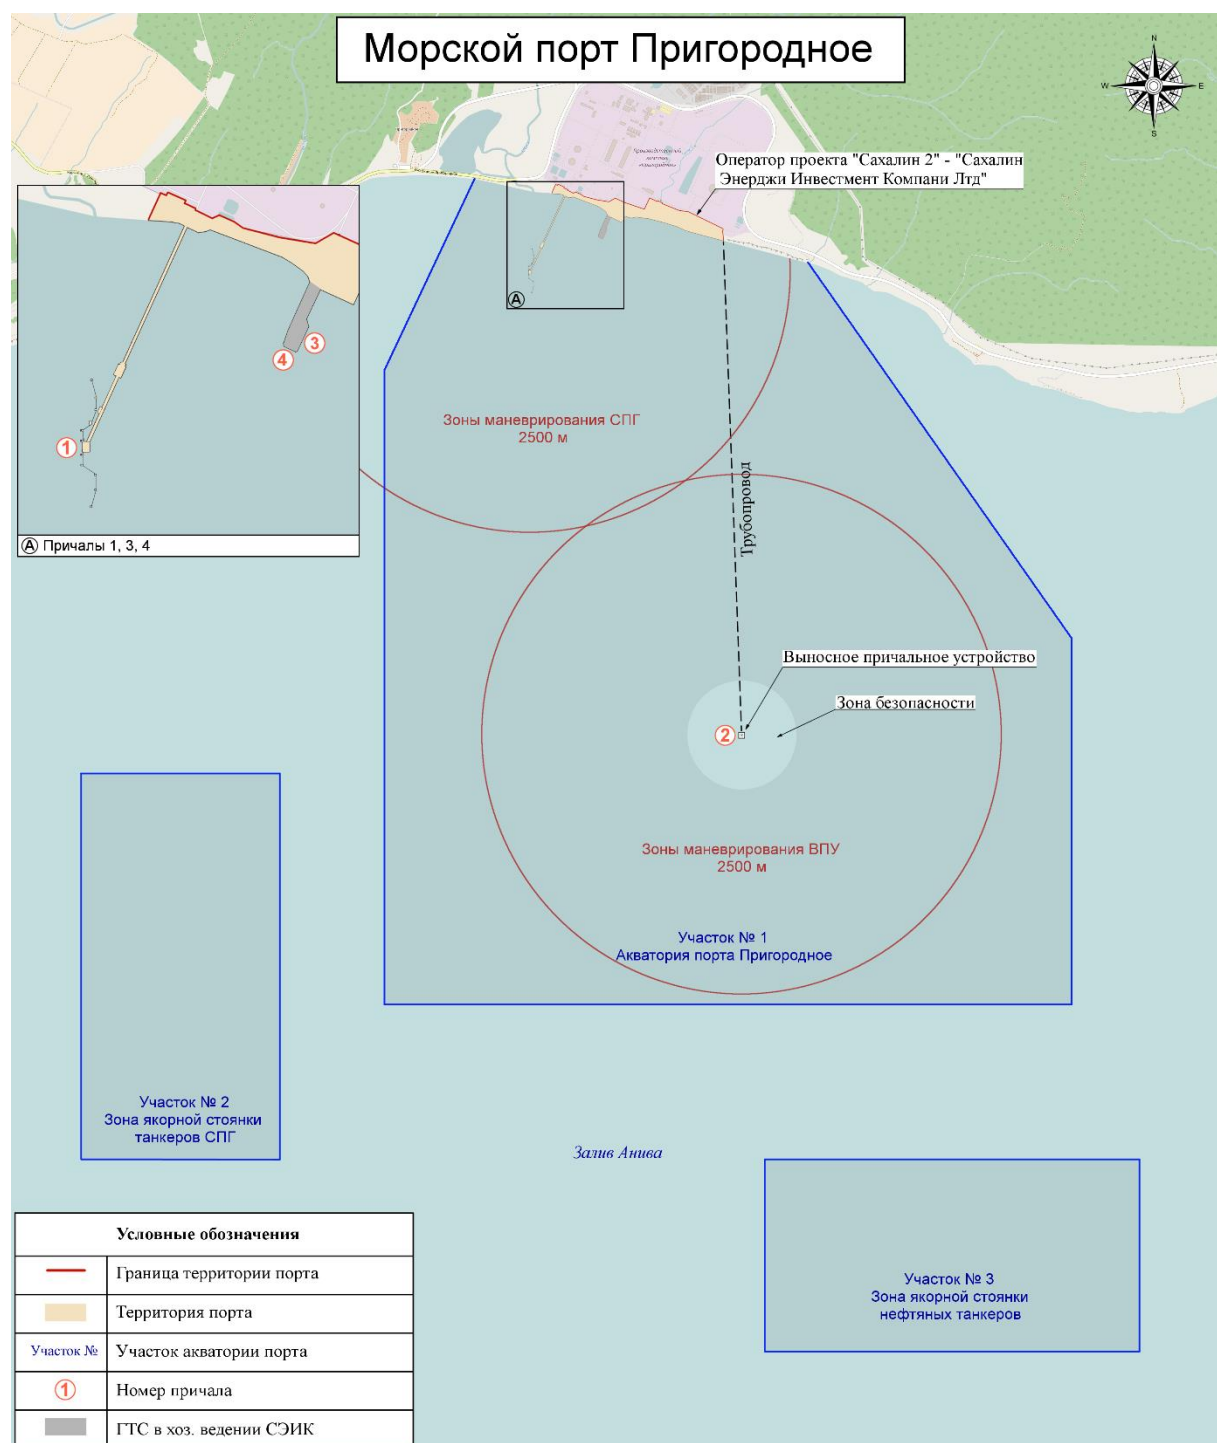 Морской порт Пригородное
N
W
E
S
Оператор проекта "Сахалин 2" - "Сахалин
Энерджи Инвестмент Компани Лтд"
A
3
4
1
A Причалы 1, 3, 4
Зоны маневрирования СПГ
2500 м
Трубопровод
Выносное причальное устройство
Зона безопасности
2
Зоны маневрирования ВПУ
2500 м
Участок № 1
Акватория порта Пригородное
Участок № 2
Зона якорной стоянки
танкеров СПГ
Залив Анива
Участок № 3
Зона якорной стоянки
нефтяных танкеров
Условные обозначения
Граница территории порта
Территория порта
Участок № Участок акватории порта
1 Номер причала
ГТС в хоз. ведении СЭИК